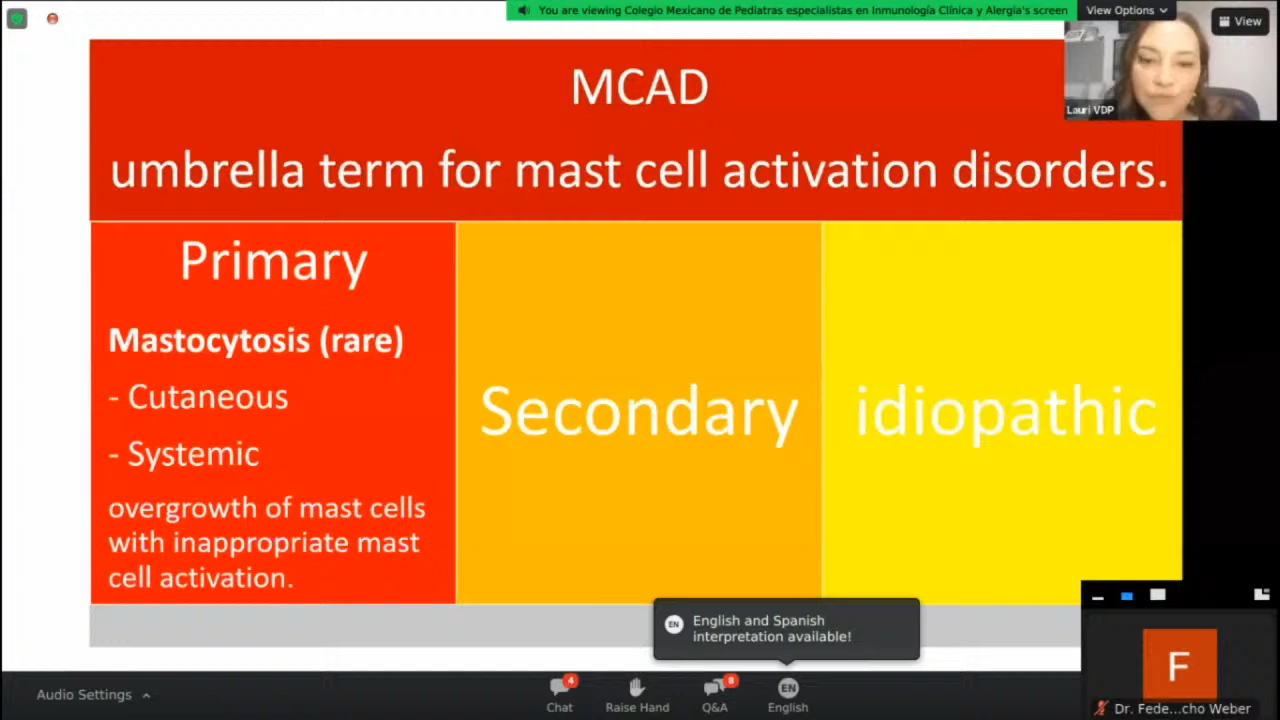 You are viewing Colegio Mexicano de Pediatras especialistas en Inmunología Clínica y Alergia's screen
View Options
View
Lauri VDP
MCAD
umbrella term for mast cell activation disorders.
Primary
Mastocytosis (rare)
- Cutaneous
- Systemic
overgrowth of mast cells
with inappropriate mast
cell activation.
Secondary
idiopathic
EN
English and Spanish
interpretation available!
F
Dr. Fede...cho Weber
Audio Settings
4
Chat
Raise Hand
8
Q&A
EN
English